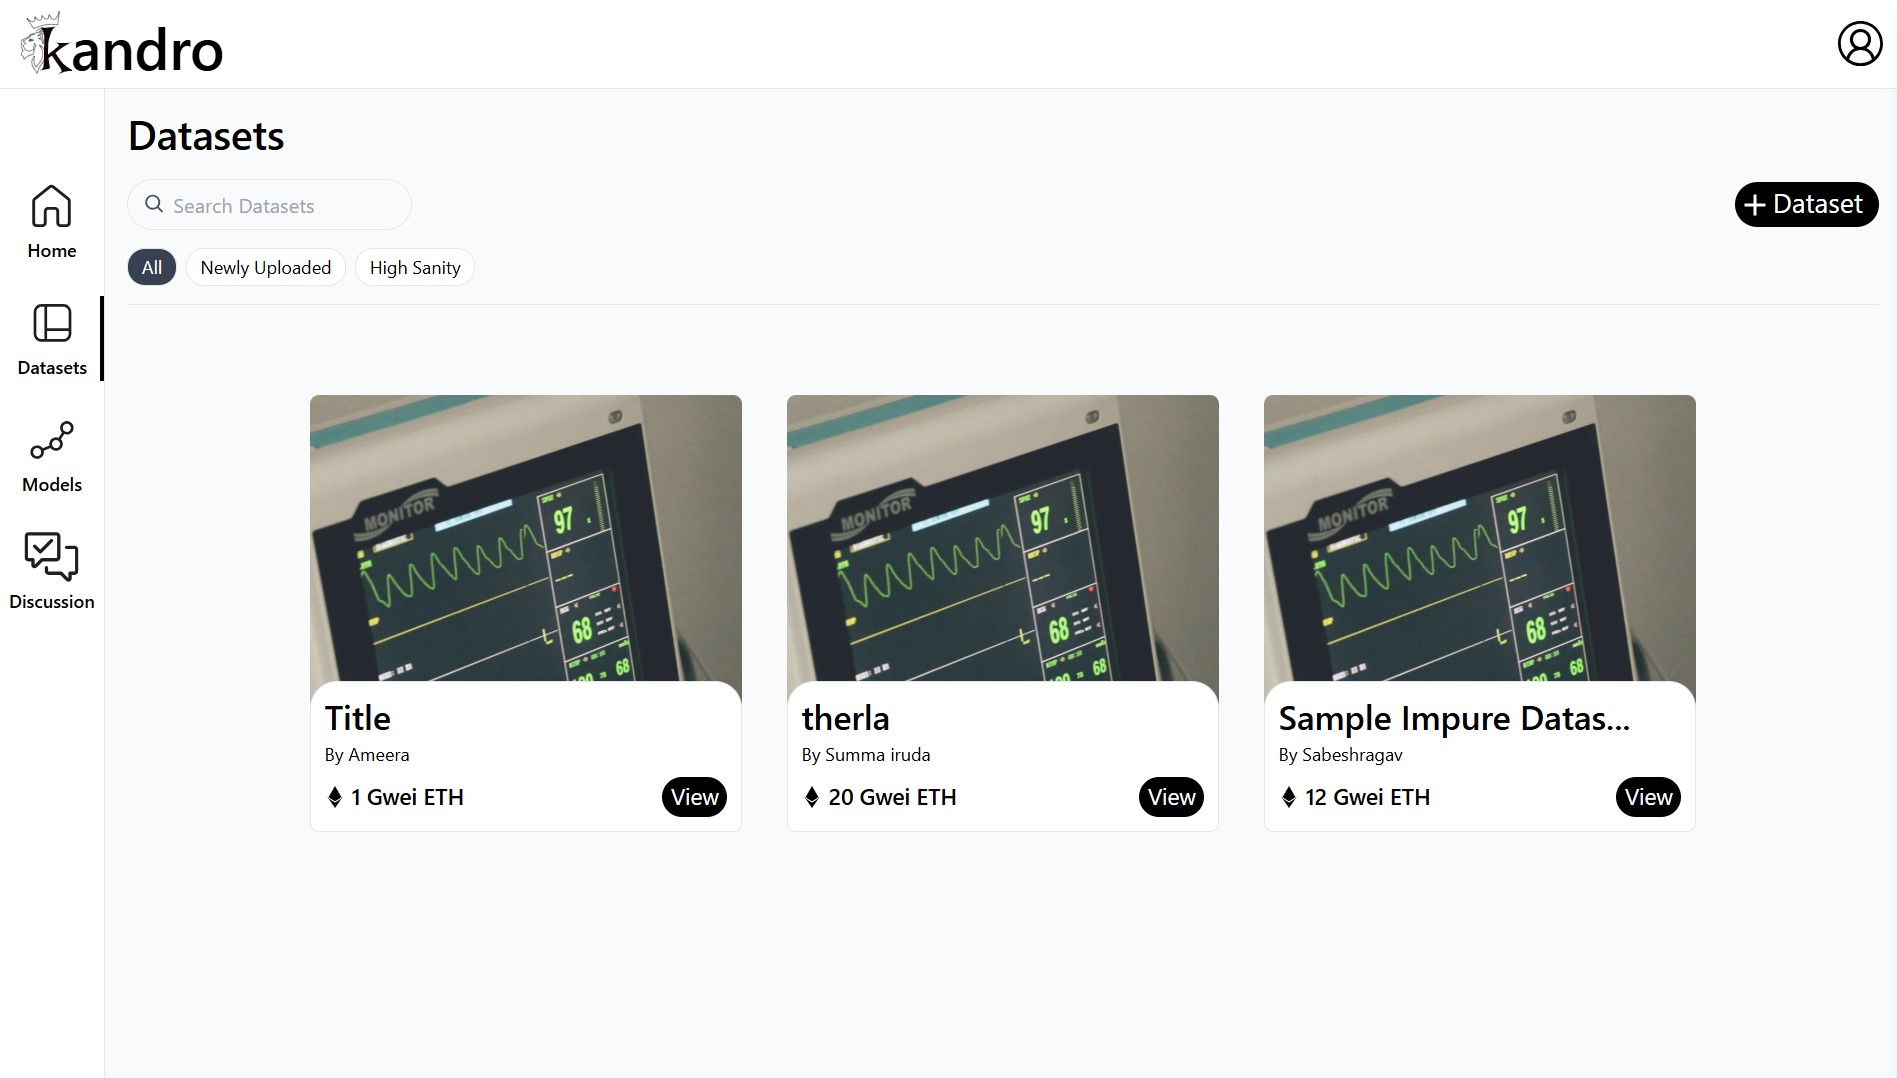 kandro
Datasets
Search Datasets
+ Dataset
All
Newly Uploaded
High Sanity
Home
Datasets
Models
Discussion
MONITOR
97
68
68
MONITOR
97
68
68
MONITOR
97
68
68
Title
By Ameera
1 Gwei ETH
View
therla
By Summa iruda
20 Gwei ETH
View
Sample Impure Datas...
By Sabeshragav
12 Gwei ETH
View